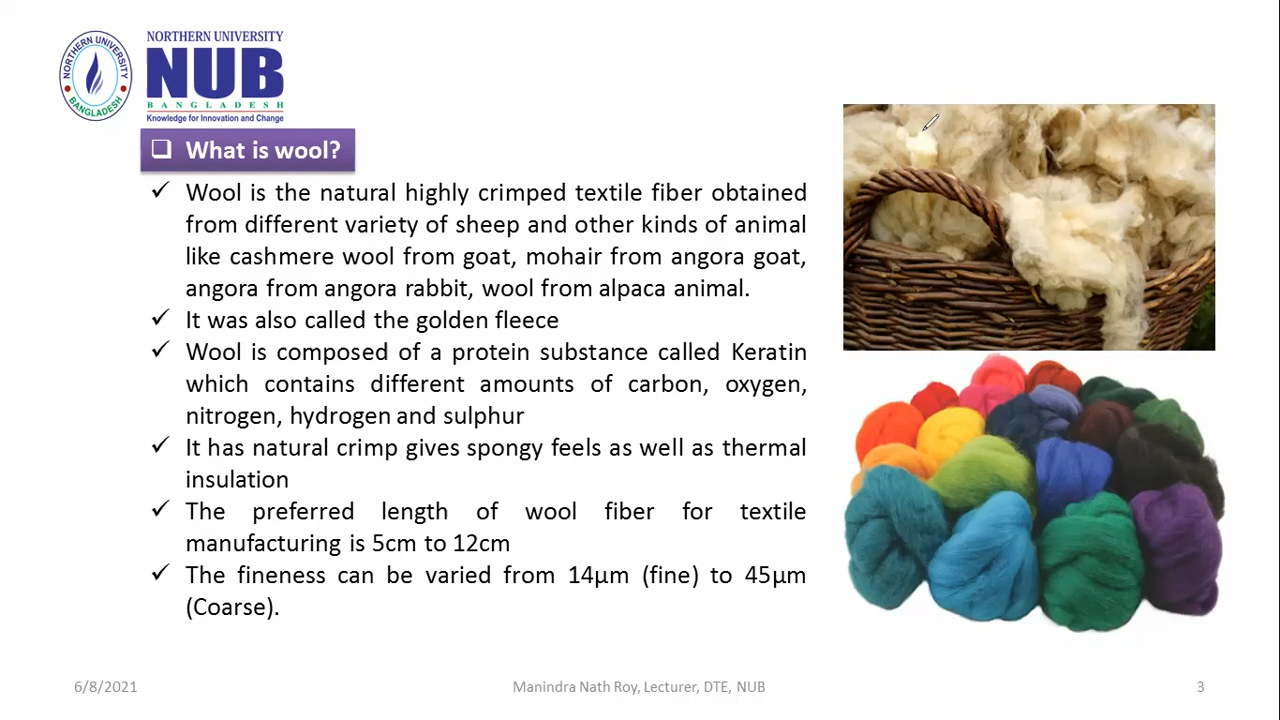 NORTHERN UNIVERSITY
BANGLADESH
NORTHERN UNIVERSITY
NUB
BANGLADESH
Knowledge for Innovation and Change
❑ What is wool?
✓ Wool is the natural highly crimped textile fiber obtained
from different variety of sheep and other kinds of animal
like cashmere wool from goat, mohair from angora goat,
angora from angora rabbit, wool from alpaca animal.
✓ It was also called the golden fleece
✓ Wool is composed of a protein substance called Keratin
which contains different amounts of carbon, oxygen,
nitrogen, hydrogen and sulphur
✓ It has natural crimp gives spongy feels as well as thermal
insulation
✓ The preferred length of wool fiber for textile
manufacturing is 5cm to 12cm
✓ The fineness can be varied from 14µm (fine) to 45µm
(Coarse).
6/8/2021
Manindra Nath Roy, Lecturer, DTE, NUB
3